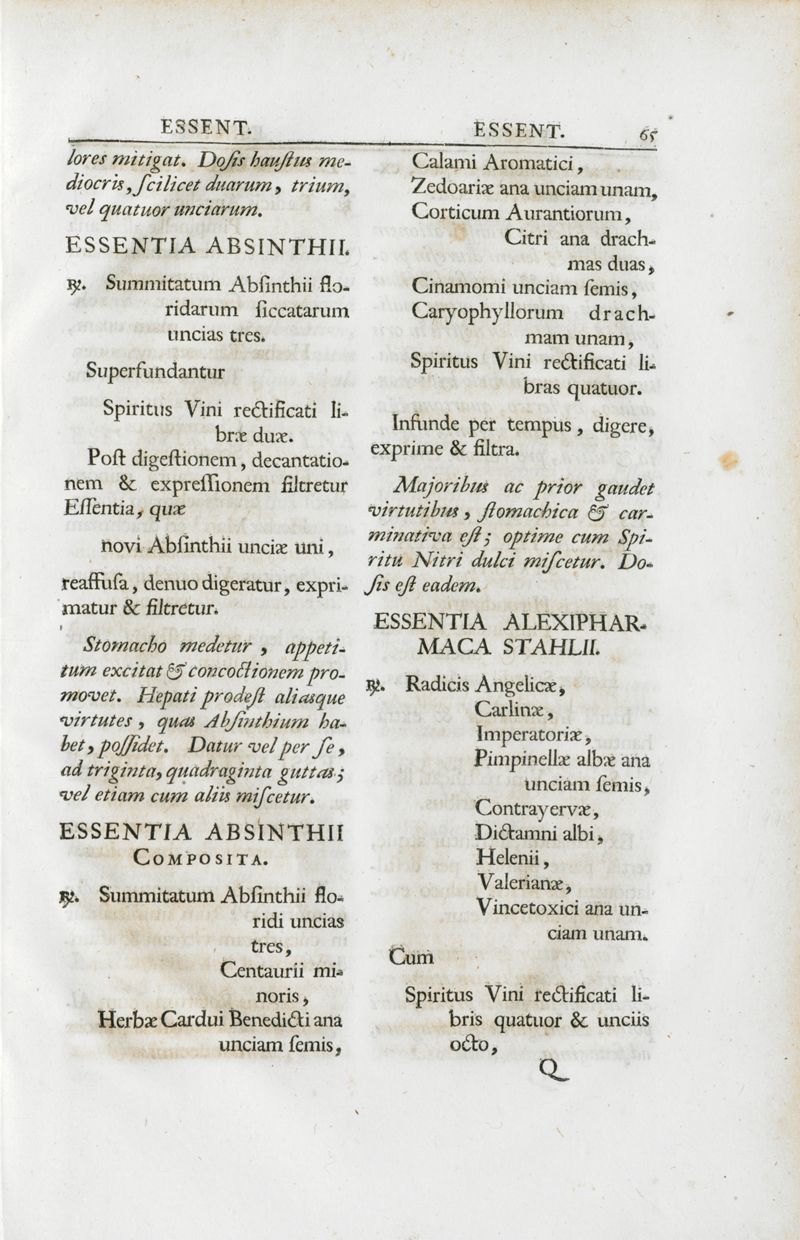 ESSENT.
lores mitigat. Dosis hauſtus me-
diocris, ſcilicet duarum, trium,
vel quatuor unciarum.
ESSENTIA ABSINTHII.
℞. Summitatum Abſinthii flo-
ridarum ſiccatarum
uncias tres.
Superfundantur
Spiritus Vini rectificati li-
bræ duæ.
Poſt digeſtionem, decantatio-
nem & expreſſionem filtretur
Eſſentia, quæ
novi Abſinthii unciæ uni,
reaffuſa, denuo digeratur, expri-
matur & filtretur.
Stomacho medetur, appeti-
tum excitat & concoctionem pro-
movet. Hepati prodeſt aliasque
virtutes, quas Abſinthium ha-
bet, poſſidet. Datur vel per ſe,
ad triginta, quadraginta guttas;
vel etiam cum aliis miſcetur.
ESSENTIA ABSINTHII
COMPOSITA.
℞. Summitatum Abſinthii flo-
ridi uncias
tres,
Centaurii mi-
noris,
Herbæ Cardui Benedicti ana
unciam ſemis,
ESSENT. 65
Calami Aromatici,
Zedoariæ ana unciam unam,
Corticum Aurantiorum,
Citri ana drach-
mas duas,
Cinamomi unciam ſemis,
Caryophyllorum drach-
mam unam,
Spiritus Vini rectificati li-
bras quatuor.
Infunde per tempus, digere,
exprime & filtra.
Majoribus ac prior gaudet
virtutibus, ſtomachica & car-
minativa eſt; optime cum Spi-
ritu Nitri dulci miſcetur. Do-
ſis eſt eadem.
ESSENTIA ALEXIPHAR-
MACA STAHLII.
℞. Radicis Angelicæ,
Carlinæ,
Imperatoriæ,
Pimpinellæ albæ ana
unciam ſemis,
Contrayervæ,
Dictamni albi,
Helenii,
Valerianæ,
Vincetoxici ana un-
ciam unam.
Cum
Spiritus Vini rectificati li-
bris quatuor & unciis
octo,
Q